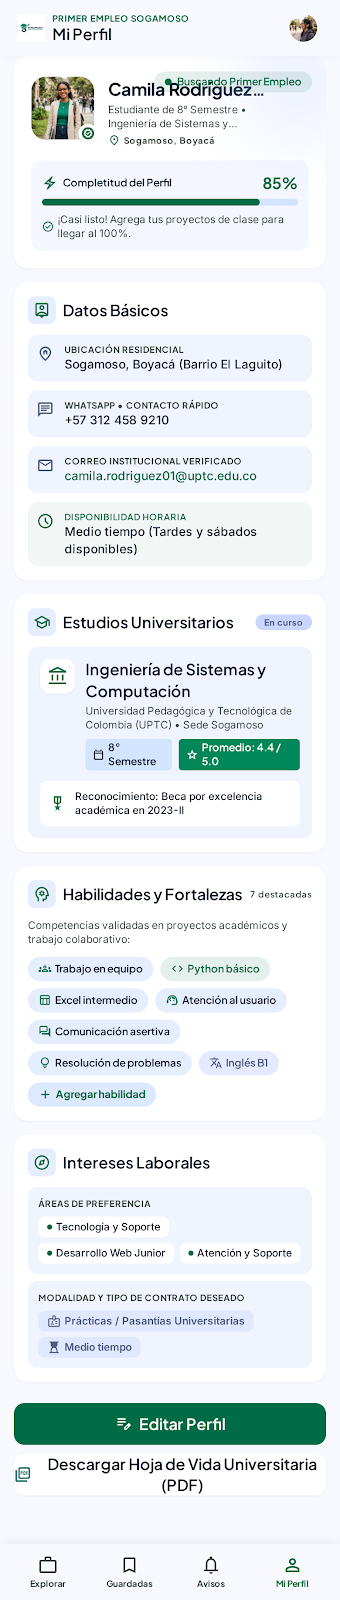 PRIMER EMPLEO SOGAMOSO
Mi Perfil
Buscando Primer Empleo
Camila Rodríguez...
Estudiante de 8° Semestre •
Ingeniería de Sistemas y...
Sogamoso, Boyacá
Completitud del Perfil
85%
¡Casi listo! Agrega tus proyectos de clase para
llegar al 100%.
Datos Básicos
UBICACIÓN RESIDENCIAL
Sogamoso, Boyacá (Barrio El Laguito)
WHATSAPP • CONTACTO RÁPIDO
+57 312 458 9210
CORREO INSTITUCIONAL VERIFICADO
camila.rodriguez01@uptc.edu.co
DISPONIBILIDAD HORARIA
Medio tiempo (Tardes y sábados
disponibles)
Estudios Universitarios
En curso
Ingeniería de Sistemas y
Computación
Universidad Pedagógica y Tecnológica de
Colombia (UPTC) • Sede Sogamoso
8°
Semestre
Promedio: 4.4 /
5.0
Reconocimiento: Beca por excelencia
académica en 2023-II
Habilidades y Fortalezas
7 destacadas
Competencias validadas en proyectos académicos y
trabajo colaborativo:
Trabajo en equipo
Python básico
Excel intermedio
Atención al usuario
Comunicación asertiva
Resolución de problemas
Inglés B1
+ Agregar habilidad
Intereses Laborales
ÁREAS DE PREFERENCIA
Tecnología y Soporte
Desarrollo Web Junior
Atención y Soporte
MODALIDAD Y TIPO DE CONTRATO DESEADO
Prácticas / Pasantías Universitarias
Medio tiempo
Editar Perfil
Descargar Hoja de Vida Universitaria
(PDF)
Explorar
Guardadas
Avisos
Mi Perfil